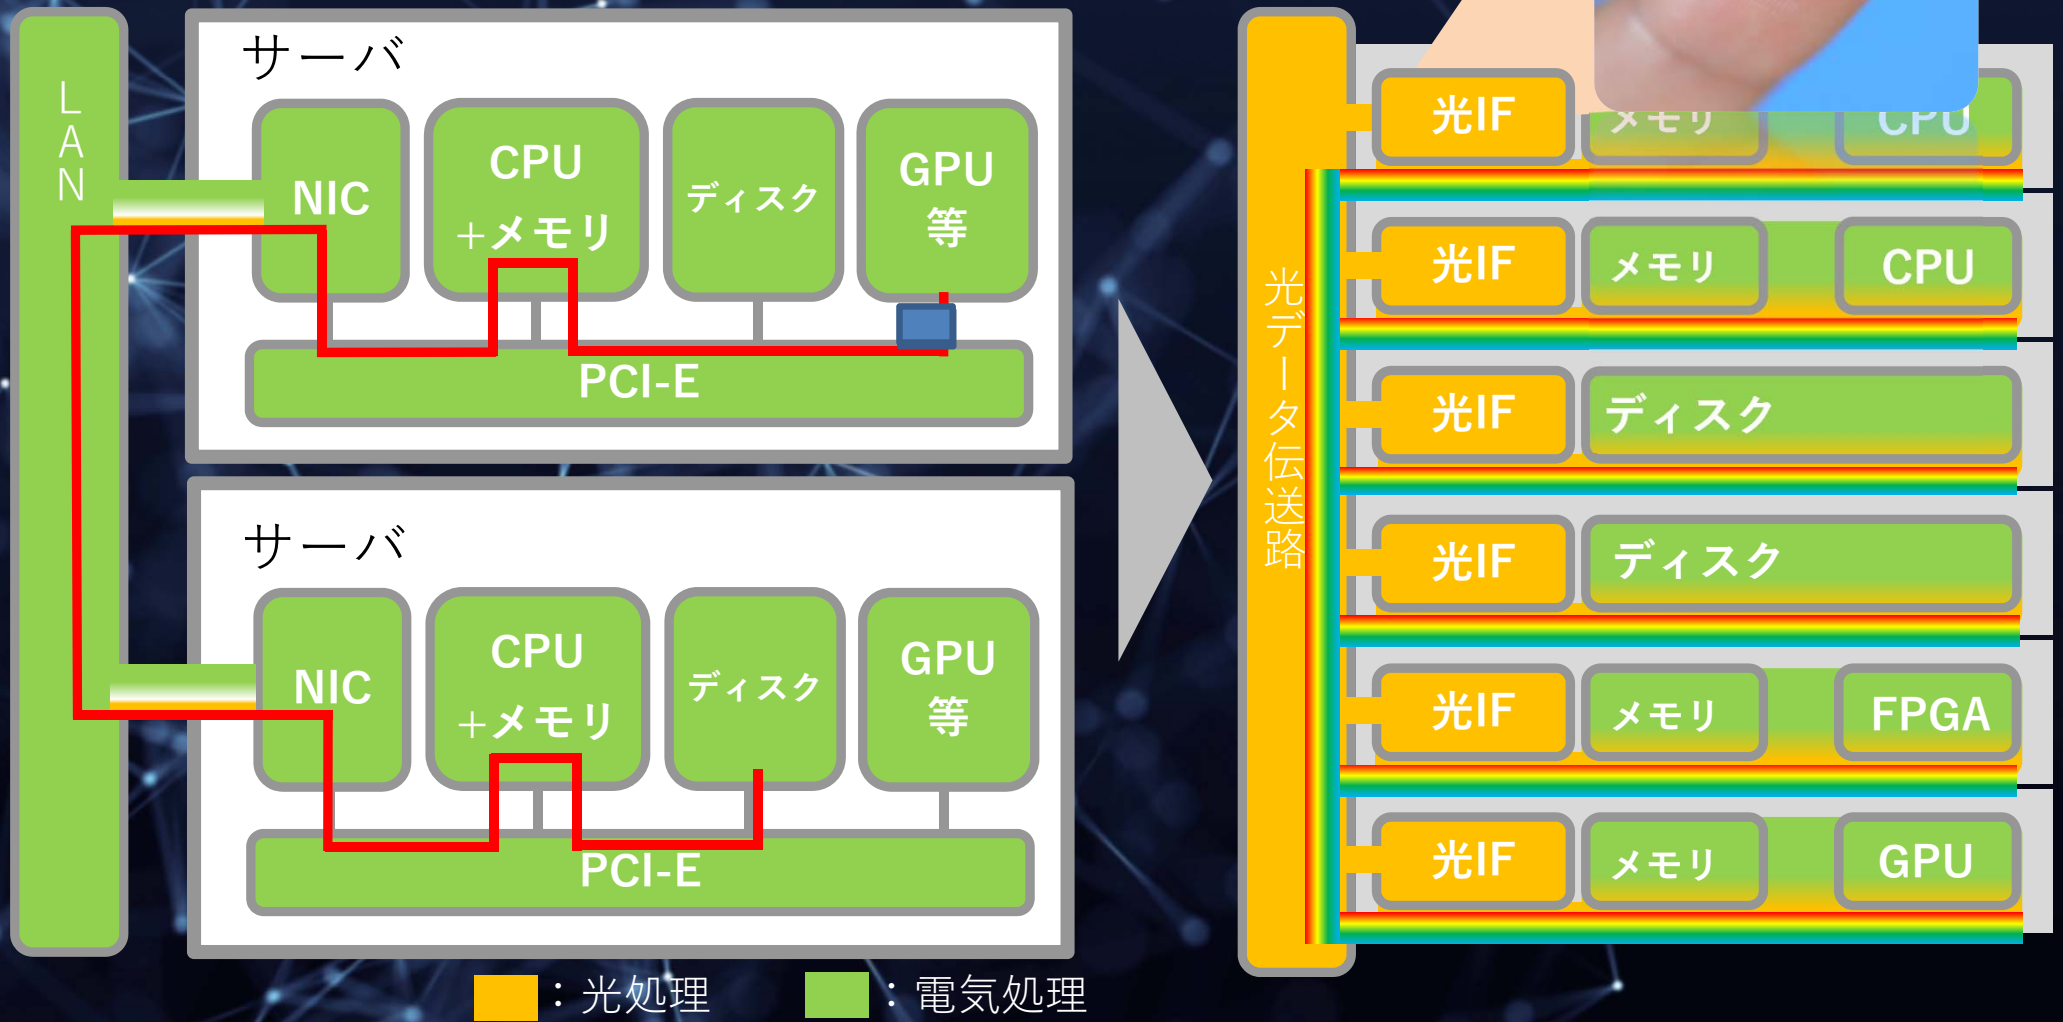 LAN
サーバ
NIC
CPU
+メモリ
ディスク
GPU
等
PCI-E
サーバ
NIC
CPU
+メモリ
ディスク
GPU
等
PCI-E
光データ伝送路
光IF
メモリ
CPU
光IF
メモリ
CPU
光IF
ディスク
光IF
ディスク
光IF
メモリ
FPGA
光IF
メモリ
GPU
：光処理
：電気処理